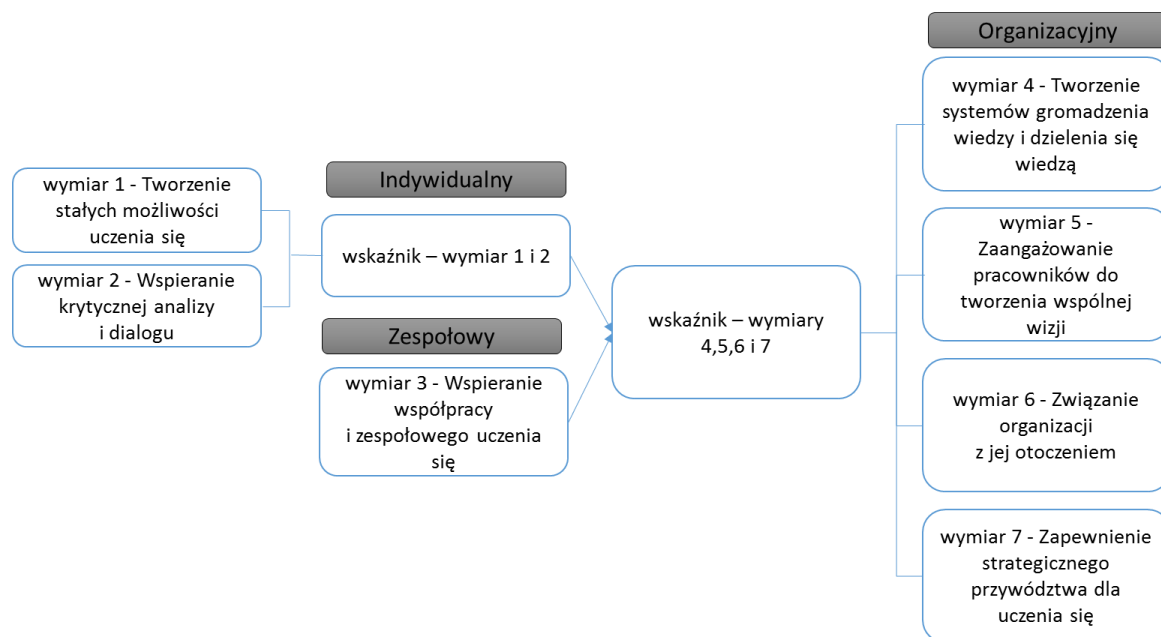 wymiar 1 - Tworzenie
stałych możliwości
uczenia się
wymiar 2 - Wspieranie
krytycznej analizy
i dialogu
Indywidualny
wskaźnik – wymiar 1 i 2
Zespołowy
wymiar 3 - Wspieranie
współpracy
i zespołowego uczenia
się
wskaźnik – wymiary
4,5,6 i 7
Organizacyjny
wymiar 4 - Tworzenie
systemów gromadzenia
wiedzy i dzielenia się
wiedzą
wymiar 5 -
Zaangażowanie
pracowników do
tworzenia wspólnej
wizji
wymiar 6 - Związanie
organizacji
z jej otoczeniem
wymiar 7 - Zapewnienie
strategicznego
przywództwa dla
uczenia się